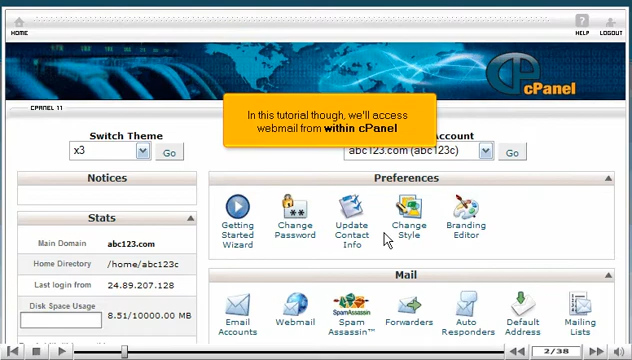 HOME
HELP
LOGOUT
cPanel
CPANEL 11
In this tutorial though, we'll access
webmail from within cPanel
Switch Theme
Account
x3
Go
abc123.com (abc123c)
Go
Notices
Preferences
Getting
Started
Wizard
Change
Password
Update
Contact
Info
Change
Style
Branding
Editor
Stats
Main Domain
abc123.com
Home Directory
/home/abc123c
Last login from
24.89.207.128
Disk Space Usage
8.51/10000.00 MB
Mail
Email
Accounts
Webmail
SpamAssassin
Spam
Assassin™
Forwarders
Auto
Responders
Default
Address
Mailing
Lists
2/38